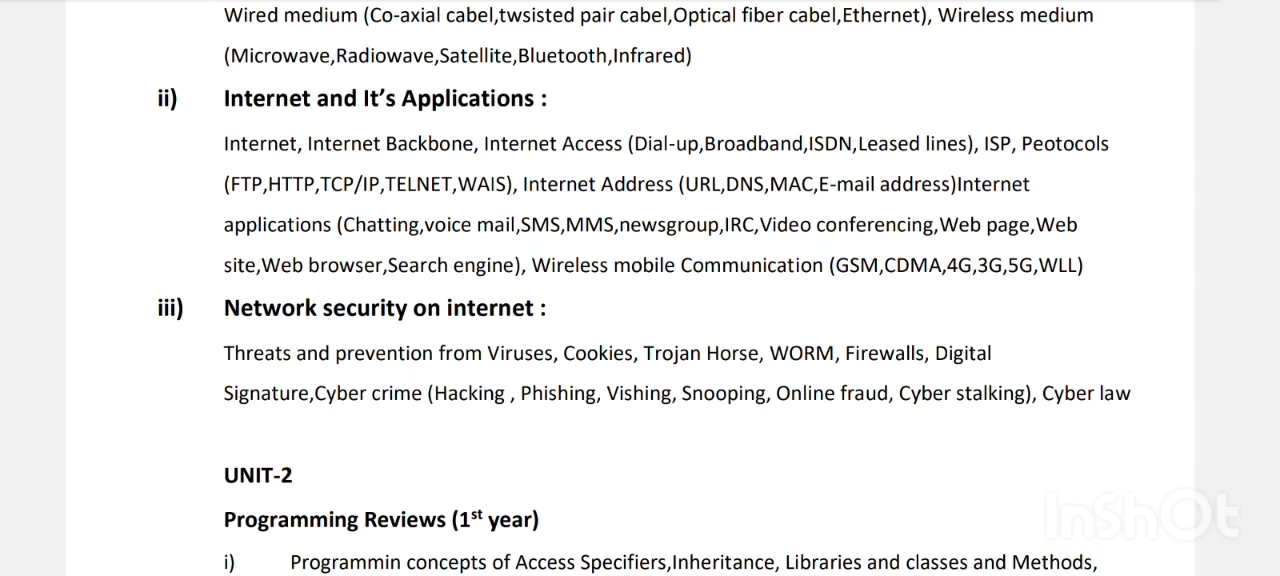 Wired medium (Co-axial cabel,twsisted pair cabel,Optical fiber cabel,Ethernet), Wireless medium
(Microwave,Radiowave,Satellite,Bluetooth,Infrared)
ii) Internet and It’s Applications :
Internet, Internet Backbone, Internet Access (Dial-up,Broadband,ISDN,Leased lines), ISP, Peotocols
(FTP,HTTP,TCP/IP,TELNET,WAIS), Internet Address (URL,DNS,MAC,E-mail address)Internet
applications (Chatting,voice mail,SMS,MMS,newsgroup,IRC,Video conferencing,Web page,Web
site,Web browser,Search engine), Wireless mobile Communication (GSM,CDMA,4G,3G,5G,WLL)
iii) Network security on internet :
Threats and prevention from Viruses, Cookies, Trojan Horse, WORM, Firewalls, Digital
Signature,Cyber crime (Hacking , Phishing, Vishing, Snooping, Online fraud, Cyber stalking), Cyber law
UNIT-2
Programming Reviews (1st year)
i) Programmin concepts of Access Specifiers,Inheritance, Libraries and classes and Methods,
InShOt